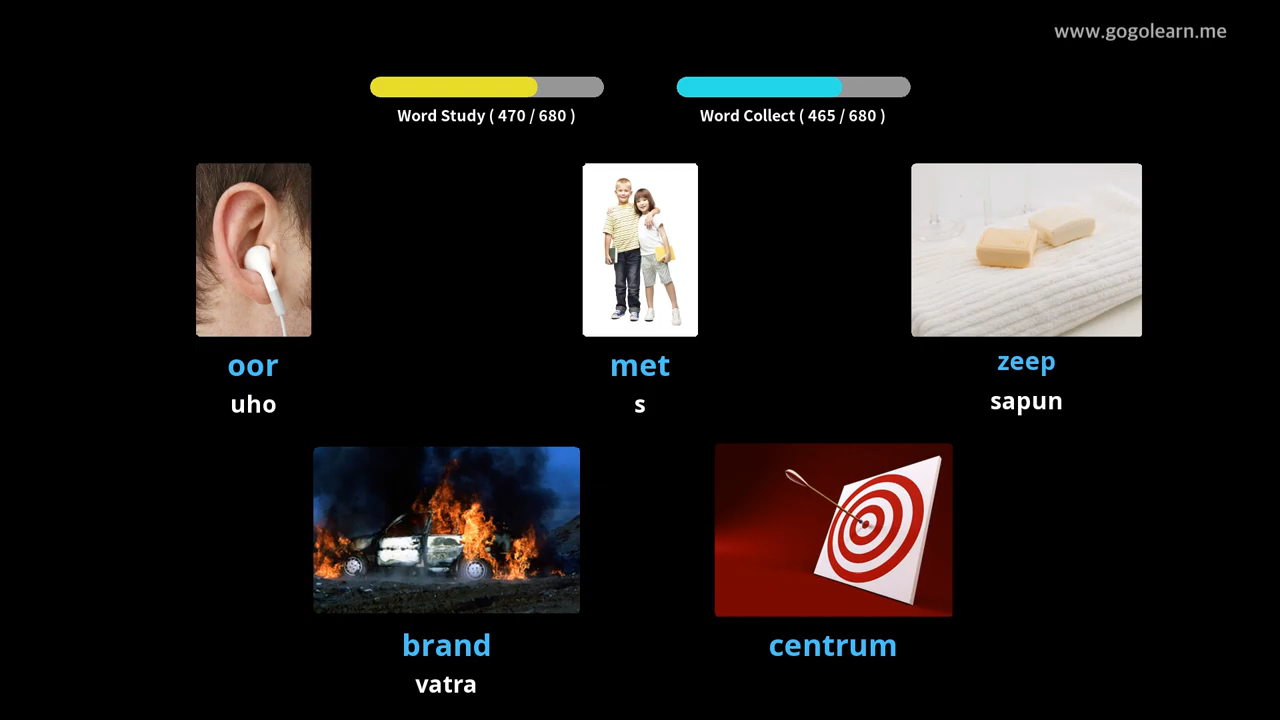 www.gogolearn.me
Word Study ( 470 / 680 )
Word Collect ( 465 / 680 )
oor
uho
met
s
zeep
sapun
brand
vatra
centrum